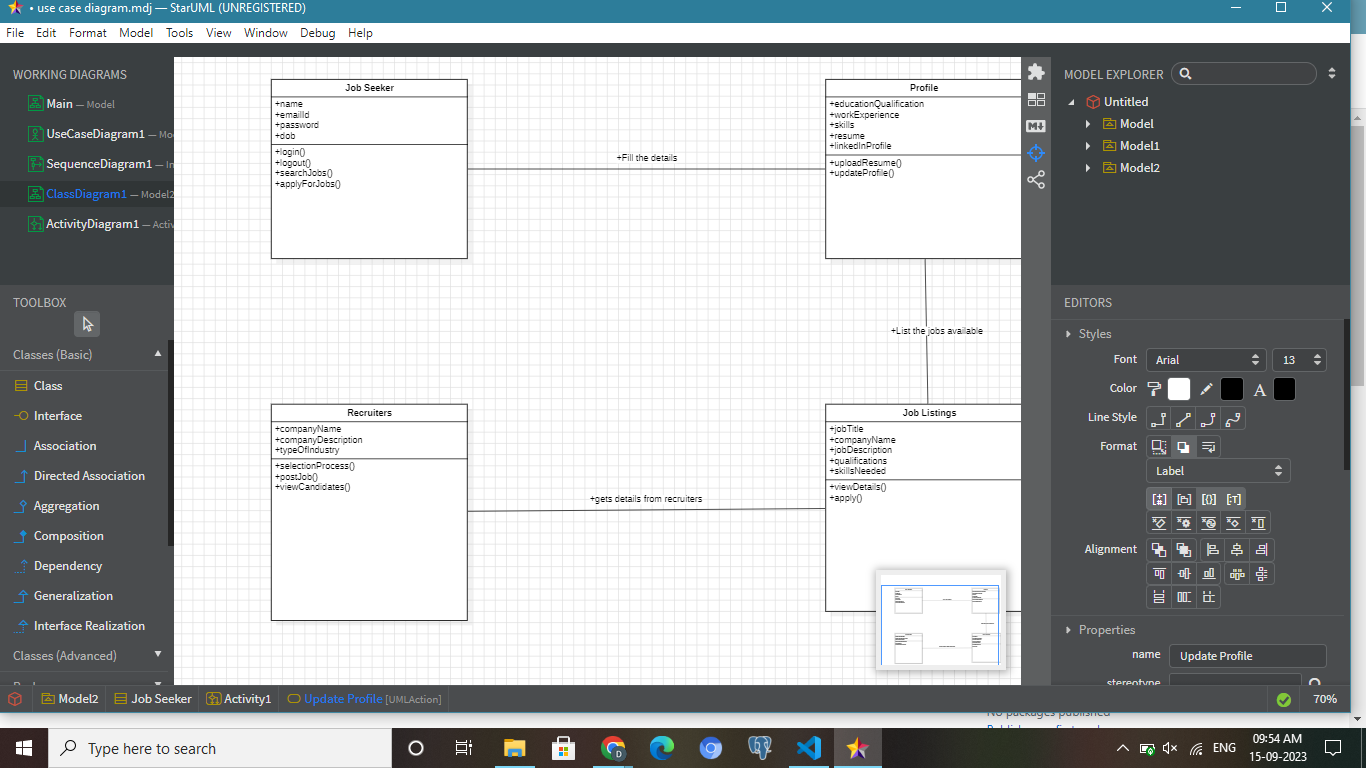 • use case diagram.mdj — StarUML (UNREGISTERED)
File Edit Format Model Tools View Window Debug Help
WORKING DIAGRAMS
Main — Model
UseCaseDiagram1 — Mo
SequenceDiagram1 — In
ClassDiagram1 — Model2
ActivityDiagram1 — Activ
TOOLBOX
Classes (Basic)
Class
Interface
Association
Directed Association
Aggregation
Composition
Dependency
Generalization
Interface Realization
Classes (Advanced)
Job Seeker
+name
+emailId
+password
+dob
+login()
+logout()
+searchJobs()
+applyForJobs()
+Fill the details
Profile
+educationQualification
+workExperience
+skills
+resume
+linkedInProfile
+uploadResume()
+updateProfile()
+List the jobs available
Recruiters
+companyName
+companyDescription
+typeOfIndustry
+selectionProcess()
+postJob()
+viewCandidates()
+gets details from recruiters
Job Listings
+jobTitle
+companyName
+jobDescription
+qualifications
+skillsNeeded
+viewDetails()
+apply()
M
MODEL EXPLORER
Untitled
Model
Model1
Model2
EDITORS
Styles
Font Arial 13
Color A
Line Style
Format
Label
Alignment
Properties
name Update Profile
stereotype
Model2 Job Seeker Activity1 Update Profile [UMLAction] 70%
No packages published
Type here to search
D
ENG
09:54 AM
15-09-2023